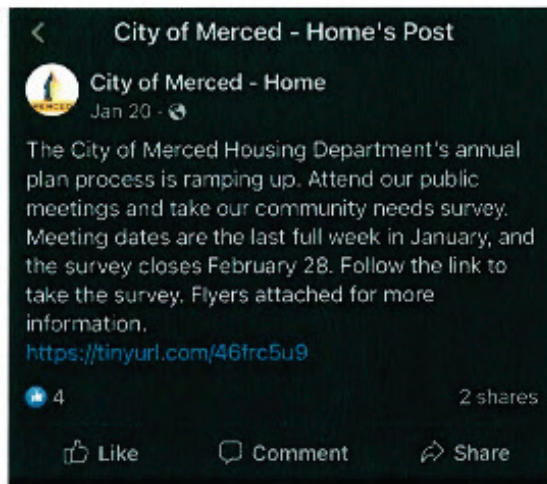 City of Merced - Home's Post
City of Merced - Home
Jan 20 ·
The City of Merced Housing Department's annual
plan process is ramping up. Attend our public
meetings and take our community needs survey.
Meeting dates are the last full week in January, and
the survey closes February 28. Follow the link to
take the survey. Flyers attached for more
information.
https://tinyurl.com/46frc5u9
4
2 shares
Like
Comment
Share